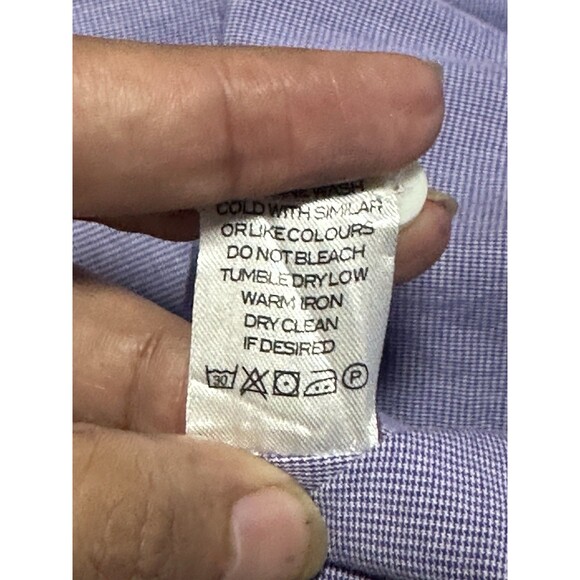 WASH
COLD WITH SIMILAR
OR LIKE COLOURS
DO NOT BLEACH
TUMBLE DRY LOW
WARM IRON
DRY CLEAN
IF DESIRED
30 P